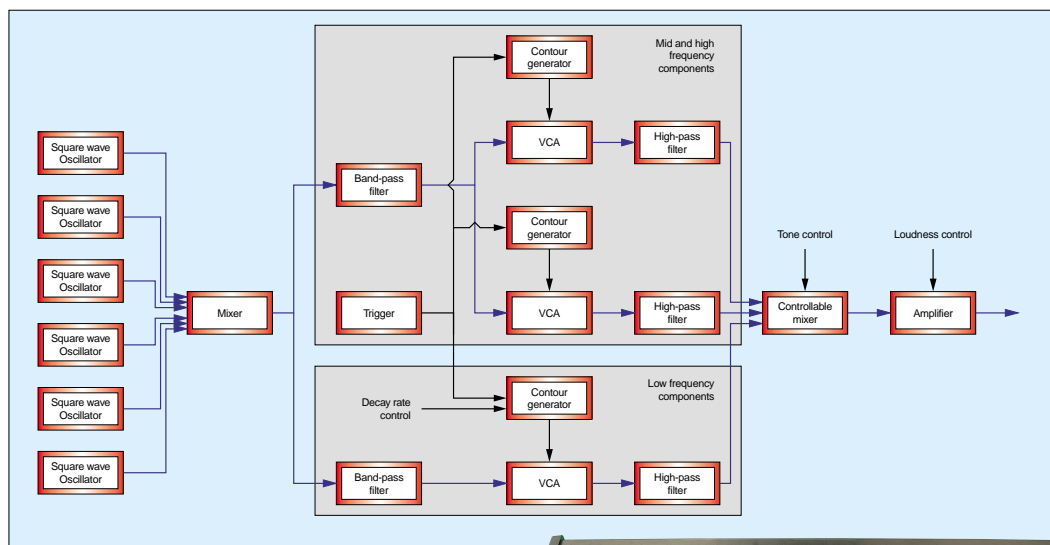 Contour
generator
Mid and high
frequency
components
Square wave
Oscillator
VCA
High-pass
filter
Square wave
Oscillator
Band-pass
filter
Contour
generator
Square wave
Oscillator
Tone control
Loudness control
Mixer
Trigger
VCA
High-pass
filter
Controllable
mixer
Amplifier
Square wave
Oscillator
Square wave
Oscillator
Decay rate
control
Contour
generator
Low frequency
components
Square wave
Oscillator
Band-pass
filter
VCA
High-pass
filter